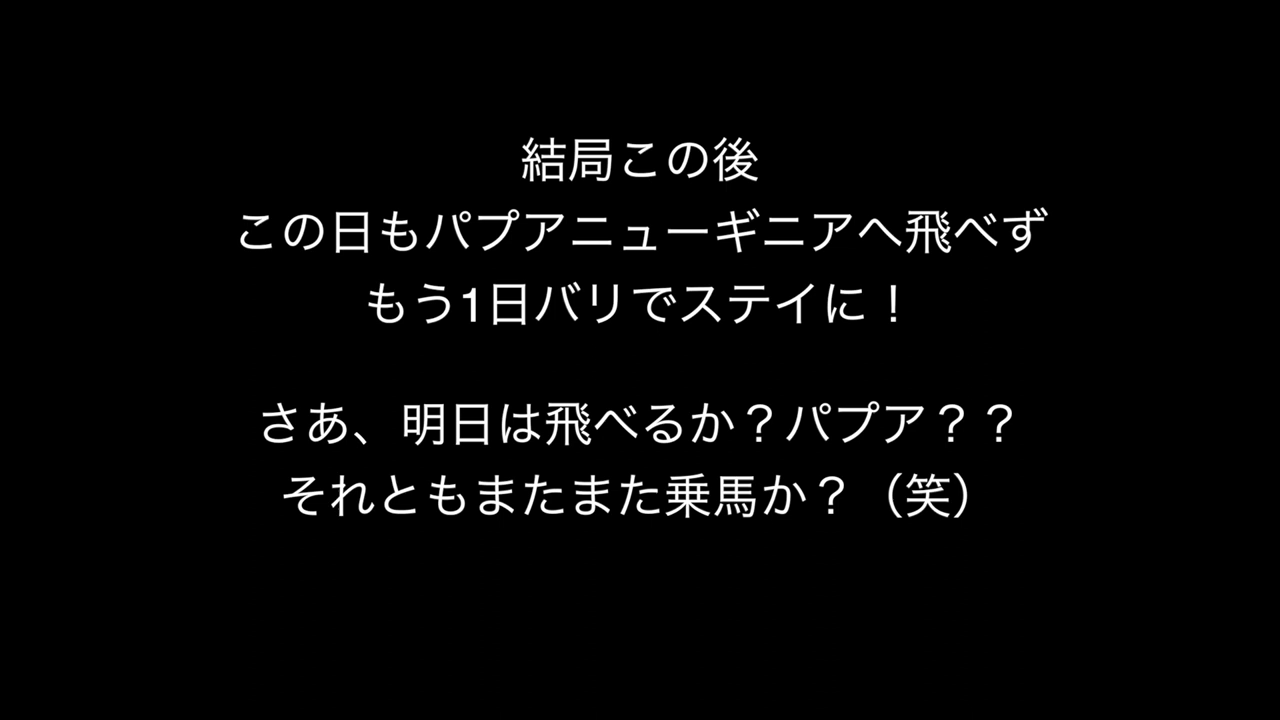 結局この後
この日もパプアニューギニアへ飛べず
もう1日バリでステイに！
さあ、明日は飛べるか？パプア？？
それともまたまた乗馬か？（笑）